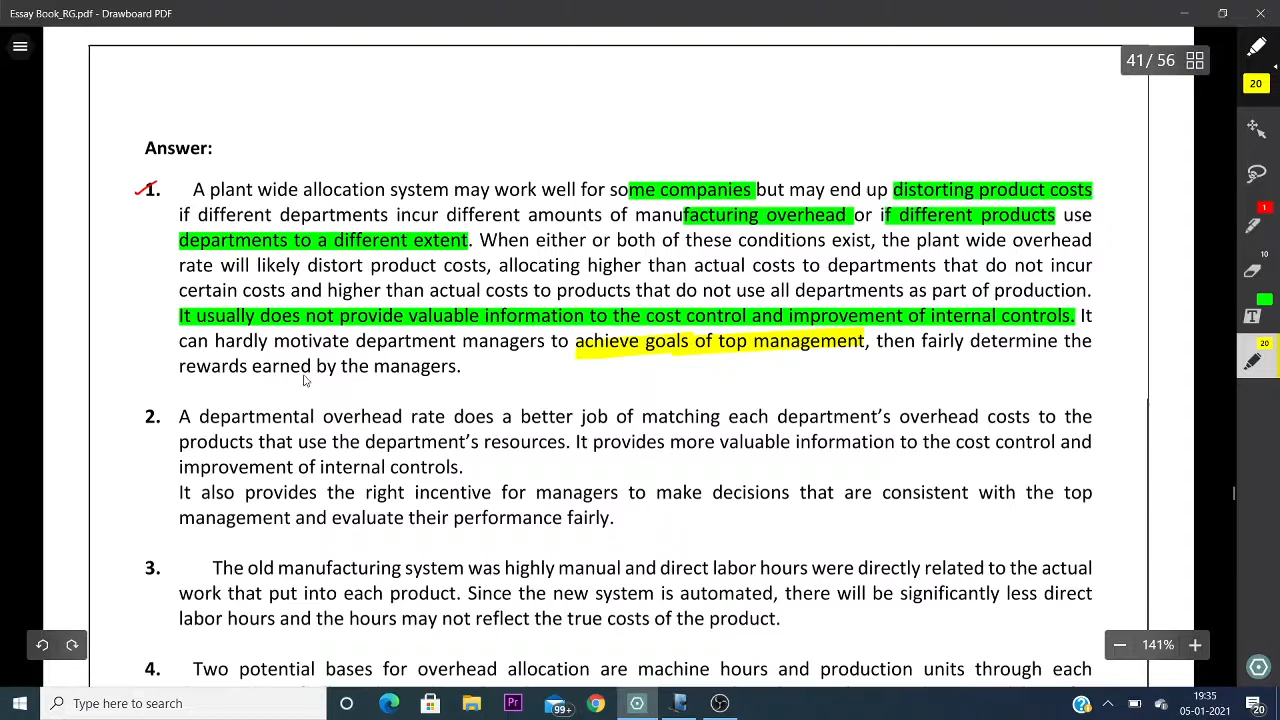 Essay Book_RG.pdf - Drawboard PDF
41/ 56
20
Answer:
1. A plant wide allocation system may work well for some companies but may end up distorting product costs
if different departments incur different amounts of manufacturing overhead or if different products use
departments to a different extent. When either or both of these conditions exist, the plant wide overhead
rate will likely distort product costs, allocating higher than actual costs to departments that do not incur
certain costs and higher than actual costs to products that do not use all departments as part of production.
It usually does not provide valuable information to the cost control and improvement of internal controls. It
can hardly motivate department managers to achieve goals of top management, then fairly determine the
rewards earned by the managers.
1
10
20
2. A departmental overhead rate does a better job of matching each department's overhead costs to the
products that use the department's resources. It provides more valuable information to the cost control and
improvement of internal controls.
It also provides the right incentive for managers to make decisions that are consistent with the top
management and evaluate their performance fairly.
3. The old manufacturing system was highly manual and direct labor hours were directly related to the actual
work that put into each product. Since the new system is automated, there will be significantly less direct
labor hours and the hours may not reflect the true costs of the product.
141%
4. Two potential bases for overhead allocation are machine hours and production units through each
Type here to search
Pr
99+
ENG
19:35
05-01-2021
20